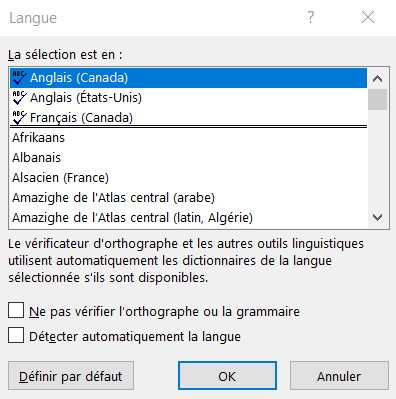 Langue
?
La sélection est en :
ABC Anglais (Canada)
ABC Anglais (États-Unis)
ABC Français (Canada)
Afrikaans
Albanais
Alsacien (France)
Amazighe de l'Atlas central (arabe)
Amazighe de l'Atlas central (latin, Algérie)
Le vérificateur d'orthographe et les autres outils linguistiques
utilisent automatiquement les dictionnaires de la langue
sélectionnée s'ils sont disponibles.
Ne pas vérifier l'orthographe ou la grammaire
Détecter automatiquement la langue
Définir par défaut
OK
Annuler